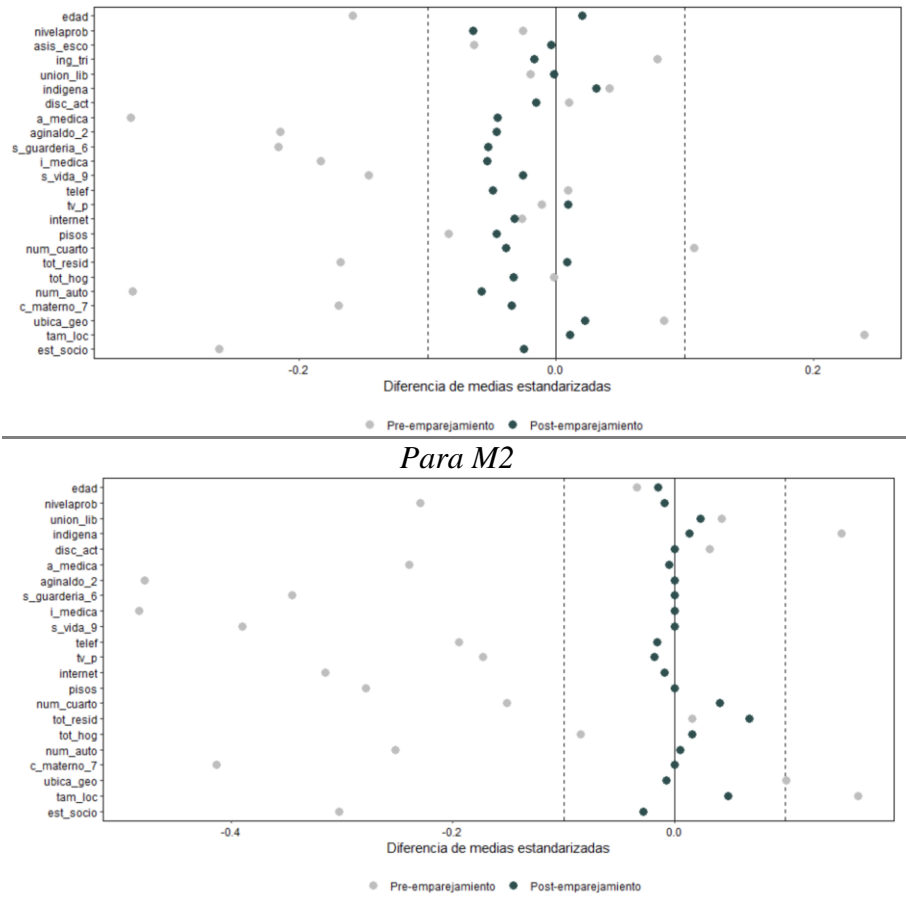 edad
nivelaprob
asis_esco
ing_tri
union_lib
indigena
disc_act
a_medica
aginaldo_2
s_guarderia_6
i_medica
s_vida_9
telef
tv_p
internet
pisos
num_cuarto
tot_resid
tot_hog
num_auto
c_materno_7
ubica_geo
tam_loc
est_socio
-0.2 0.0 0.2
Diferencia de medias estandarizadas
Pre-emparejamiento Post-emparejamiento
Para M2
edad
nivelaprob
union_lib
indigena
disc_act
a_medica
aginaldo_2
s_guarderia_6
i_medica
s_vida_9
telef
tv_p
internet
pisos
num_cuarto
tot_resid
tot_hog
num_auto
c_materno_7
ubica_geo
tam_loc
est_socio
-0.4 -0.2 0.0
Diferencia de medias estandarizadas
Pre-emparejamiento Post-emparejamiento